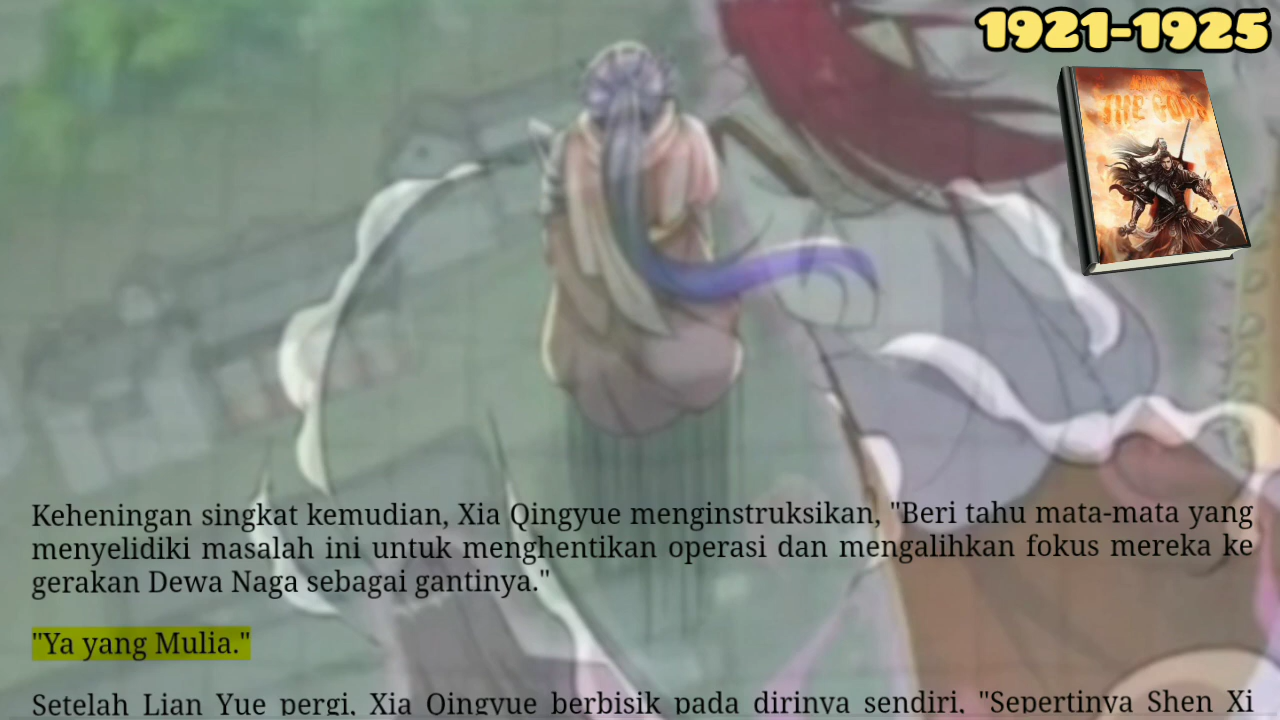 1921-1925
THE GODS
Keheningan singkat kemudian, Xia Qingyue menginstruksikan, "Beri tahu mata-mata yang
menyelidiki masalah ini untuk menghentikan operasi dan mengalihkan fokus mereka ke
gerakan Dewa Naga sebagai gantinya."
"Ya yang Mulia."
Setelah Lian Yue pergi, Xia Qingyue berbisik pada dirinya sendiri, "Sepertinya Shen Xi